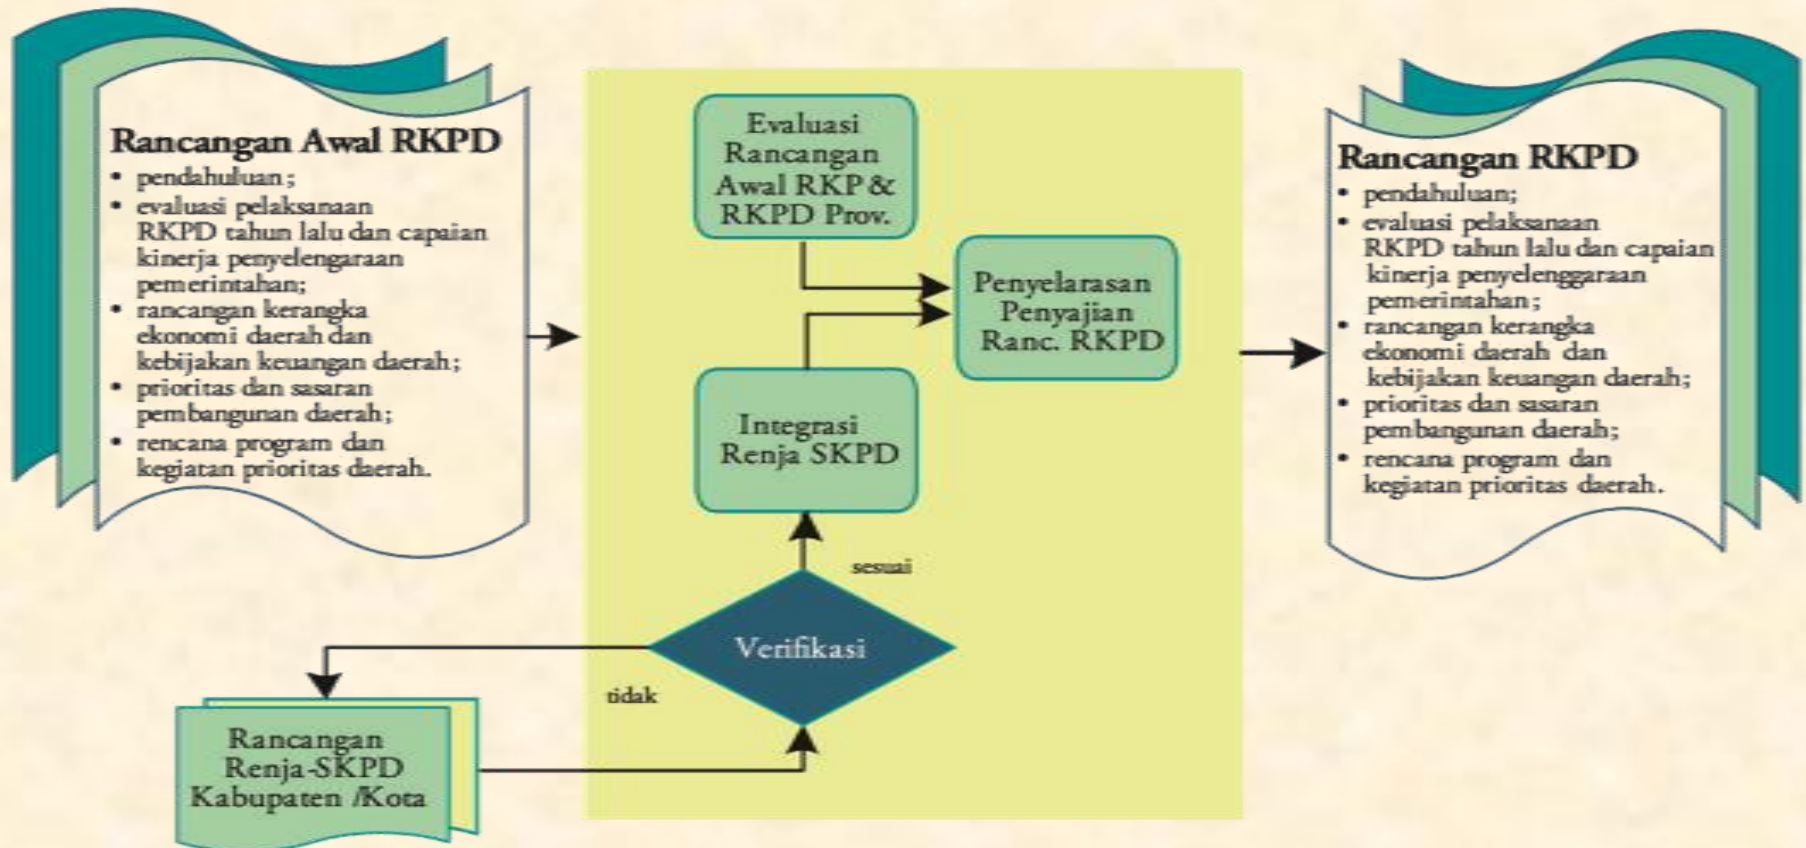 Rancangan Awal RKPD
• pendahuluan;
• evaluasi pelaksanaan
RKPD tahun lalu dan capaian
kinerja penyelengaraan
pemerintahan;
• rancangan kerangka
ekonomi daerah dan
kebijakan keuangan daerah;
• prioritas dan sasaran
pembangunan daerah;
• rencana program dan
kegiatan prioritas daerah.
Evaluasi
Rancangan
Awal RKP &
RKPD Prov.
Penyelarasan
Penyajian
Ranc. RKPD
Integrasi
Renja SKPD
sesuai
Verifikasi
tidak
Rancangan
Renja-SKPD
Kabupaten /Kota
Rancangan RKPD
• pendahuluan;
• evaluasi pelaksanaan
RKPD tahun lalu dan capaian
kinerja penyelenggaraan
pemerintahan;
• rancangan kerangka
ekonomi daerah dan
kebijakan keuangan daerah;
• prioritas dan sasaran
pembangunan daerah;
• rencana program dan
kegiatan prioritas daerah.